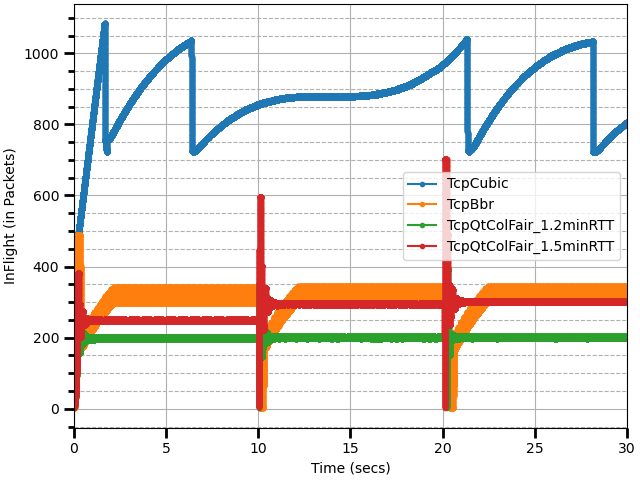 InFlight (in Packets)
1000
800
600
400
200
0
TcpCubic
TcpBbr
TcpQtColFair_1.2minRTT
TcpQtColFair_1.5minRTT
0 5 10 15 20 25 30
Time (secs)